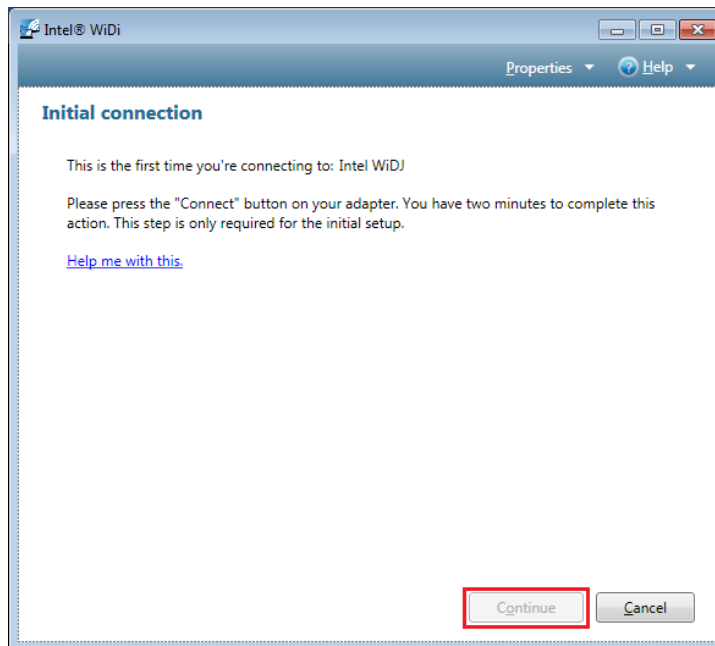 Intel® WiDi
Properties Help
Initial connection
This is the first time you're connecting to: Intel WiDJ
Please press the "Connect" button on your adapter. You have two minutes to complete this
action. This step is only required for the initial setup.
Help me with this.
Continue Cancel